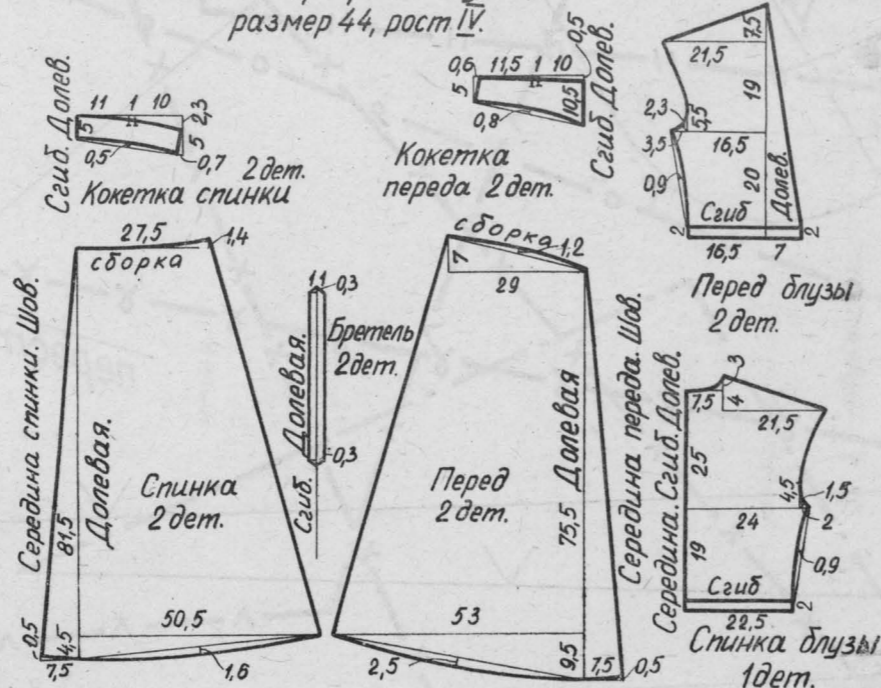 размер 44, рост IV.
0,6 11,5 1 10 0,5
5
10,5
0,8
Сгиб. Долев.
Кокетка
переда 2 дет.
11 1 10
2,3
5
5
0,5
0,7
Сгиб. Долев.
2 дет.
Кокетка спинки
7,5
21,5
19
2,3
5,5
3,5
16,5
0,9
20
Долев.
Сгиб
2
2
16,5 7
Перед блузы
2 дет.
27,5
1,4
сборка
Середина спинки. Шов.
Долевая.
81,5
Спинка
2 дет.
50,5
0,5
4,5
7,5
1,6
11
0,3
Бретель
2 дет.
Долевая.
0,3
Сгиб.
сборка
1,2
7
29
Долевая
75,5
Середина переда. Шов.
Перед
2 дет.
53
2,5
9,5
7,5
0,5
3
7,5
4
21,5
Середина. Сгиб. Долев.
25
4,5
1,5
24
2
19
0,9
Сгиб
2
22,5
Спинка блузы
1 дет.